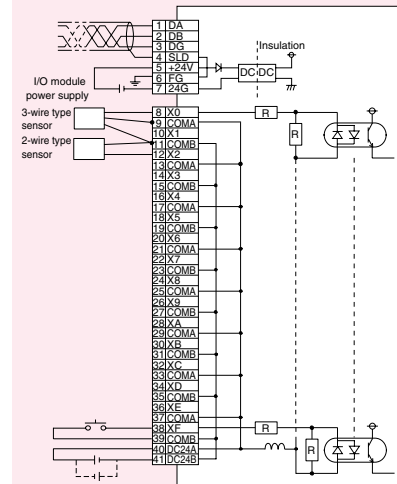 1 DA
2 DB
3 DG
4 SLD
5 +24V
6 FG
7 24G
Insulation
DC DC
I/O module
power supply
3-wire type
sensor
2-wire type
sensor
8 X0
9 COMA
10 X1
11 COMB
12 X2
13 COMA
14 X3
15 COMB
16 X4
17 COMA
18 X5
19 COMB
20 X6
21 COMA
22 X7
23 COMB
24 X8
25 COMA
26 X9
27 COMB
28 XA
29 COMA
30 XB
31 COMB
32 XC
33 COMA
34 XD
35 COMB
36 XE
37 COMA
38 XF
39 COMB
40 DC24A
41 DC24B
R
R
R
R